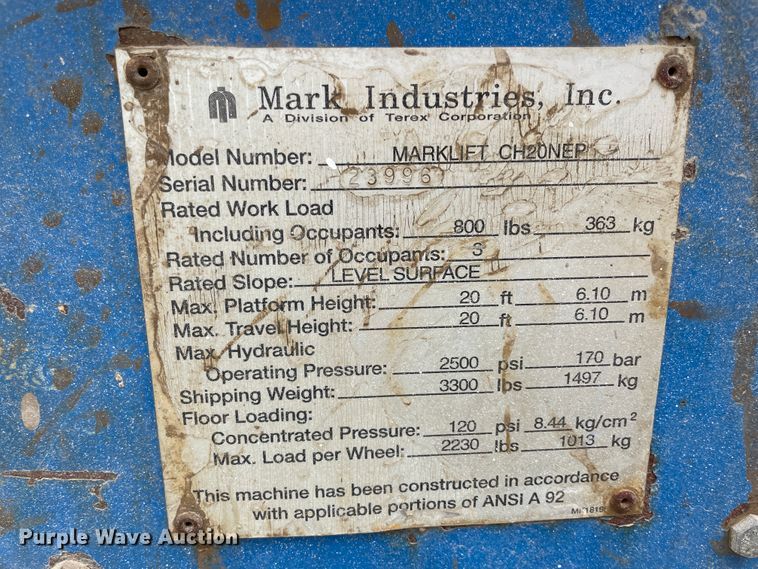 Mark Industries, Inc.
A Division of Terex Corporation
Model Number: MARKLIFT CH20NEP
Serial Number: 23996
Rated Work Load
Including Occupants: 800 lbs 363 kg
Rated Number of Occupants: 3
Rated Slope: LEVEL SURFACE
Max. Platform Height: 20 ft 6.10 m
Max. Travel Height: 20 ft 6.10 m
Max. Hydraulic
Operating Pressure: 2500 psi 170 bar
Shipping Weight: 3300 lbs 1497 kg
Floor Loading:
Concentrated Pressure: 120 psi 8.44 kg/cm²
Max. Load per Wheel: 2230 lbs 1013 kg
This machine has been constructed in accordance
with applicable portions of ANSI A 92
Purple Wave Auction